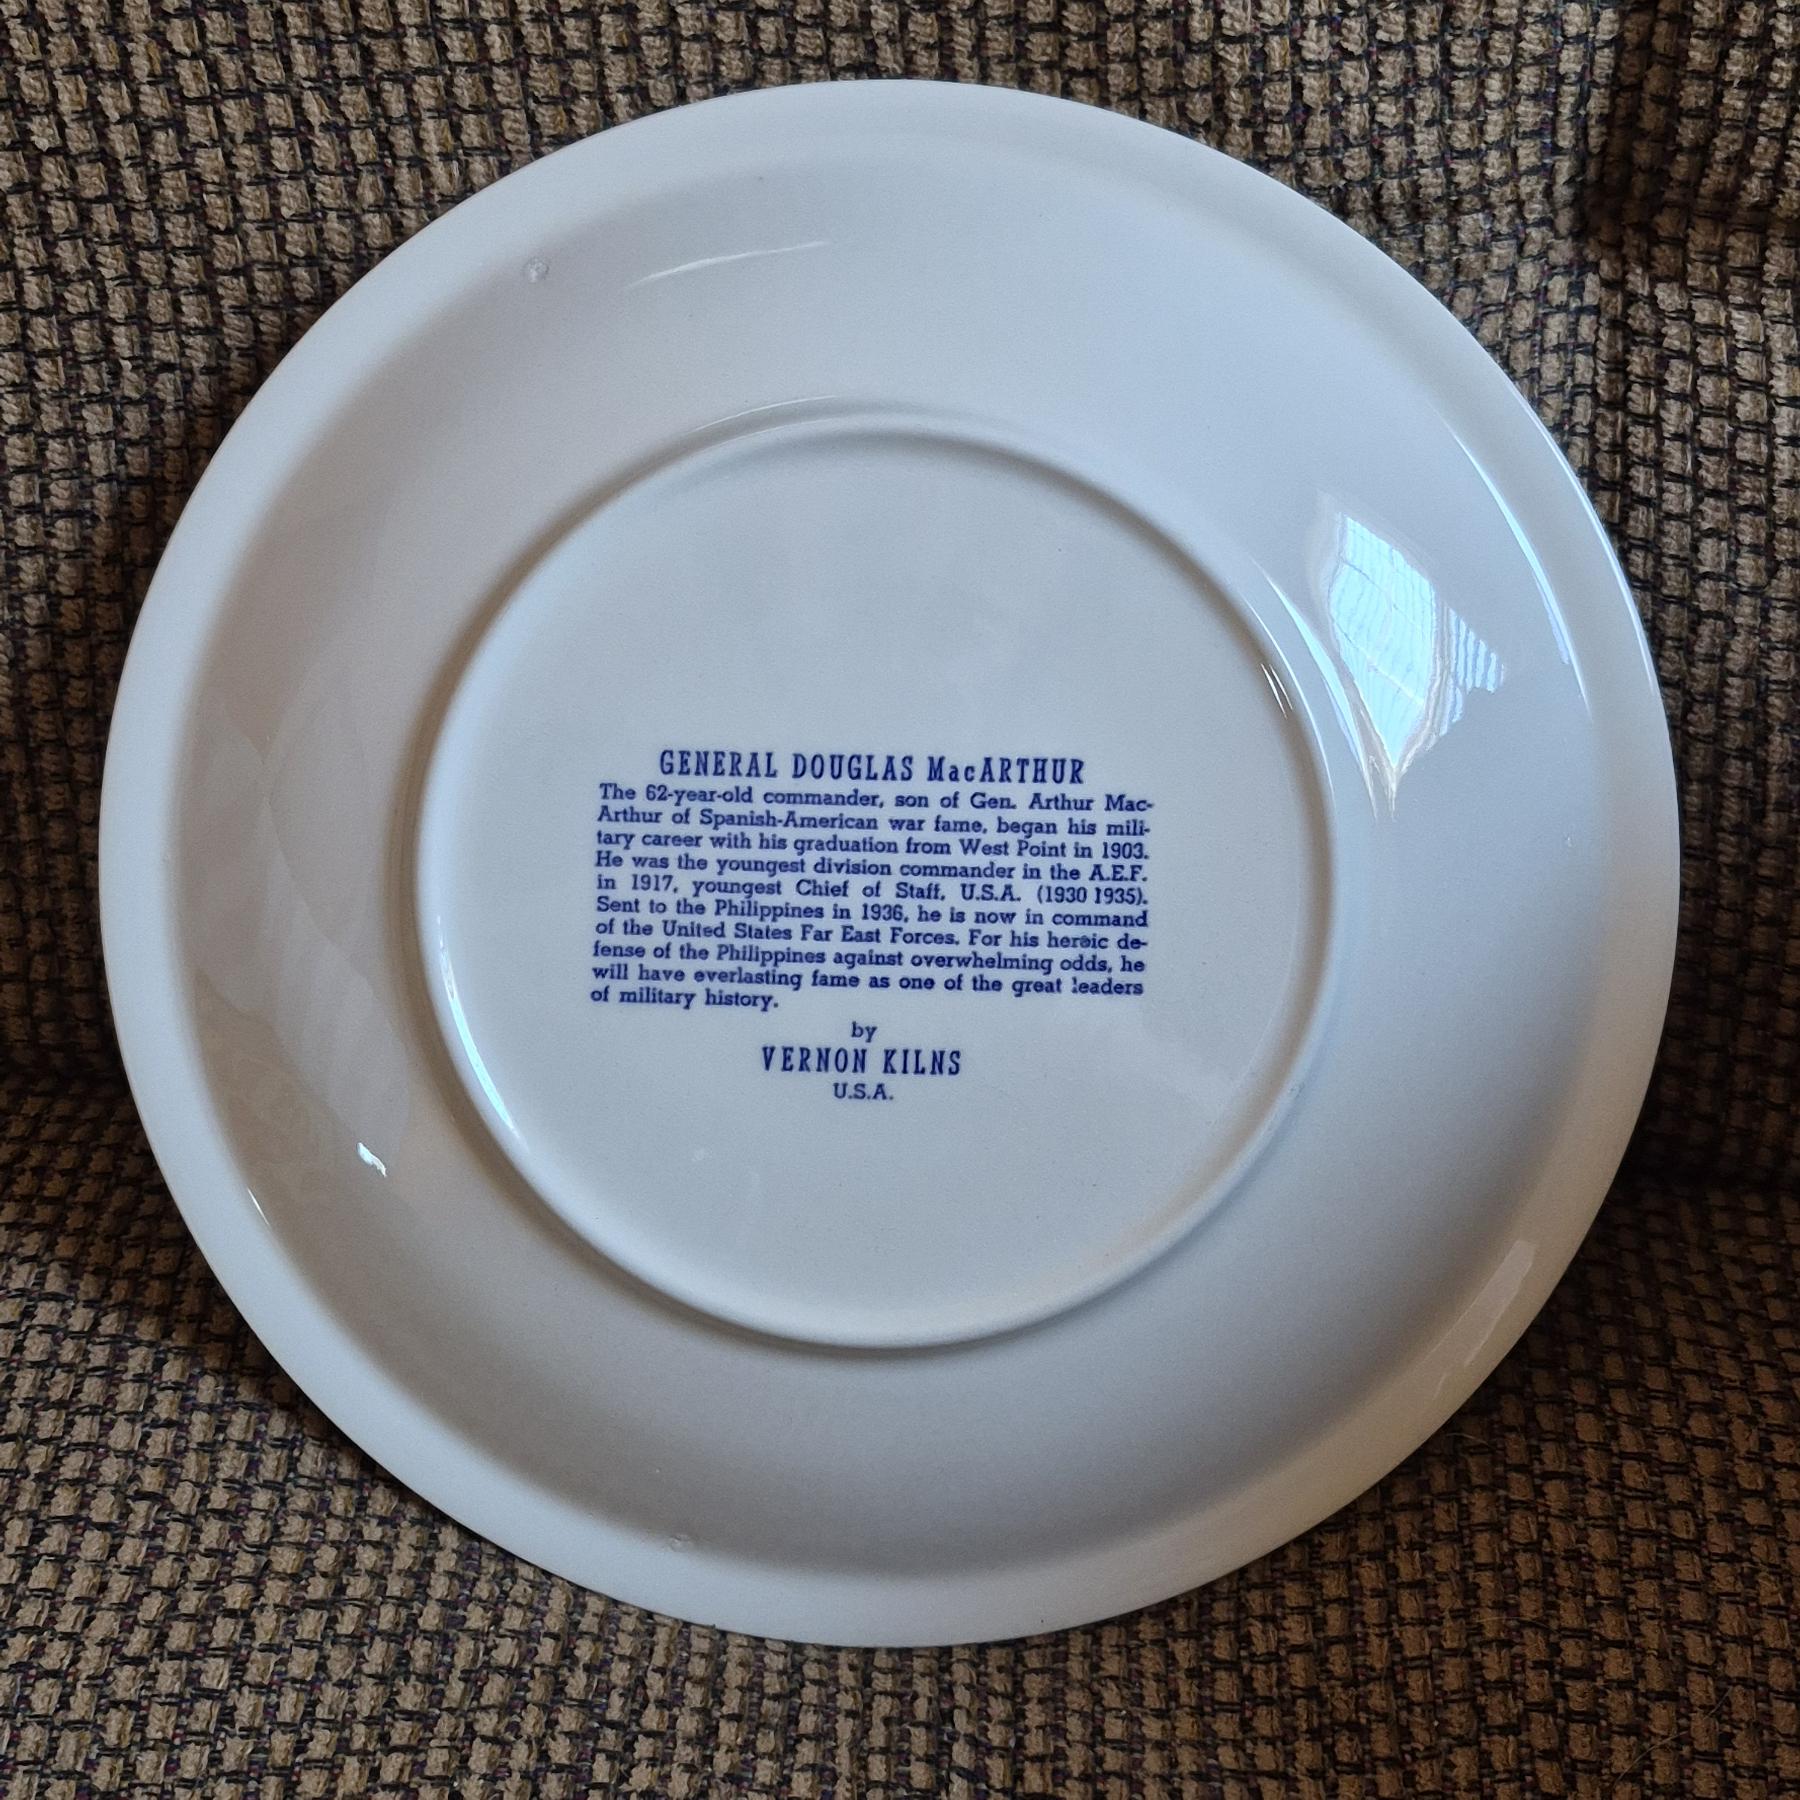 GENERAL DOUGLAS MacARTHUR
The 62-year-old commander, son of Gen. Arthur Mac-
Arthur of Spanish-American war fame, began his mili-
tary career with his graduation from West Point in 1903.
He was the youngest division commander in the A.E.F.
in 1917, youngest Chief of Staff, U.S.A. (1930 1935).
Sent to the Philippines in 1936, he is now in command
of the United States Far East Forces. For his heroic de-
fense of the Philippines against overwhelming odds, he
will have everlasting fame as one of the great leaders
of military history.
by
VERNON KILNS
U.S.A.